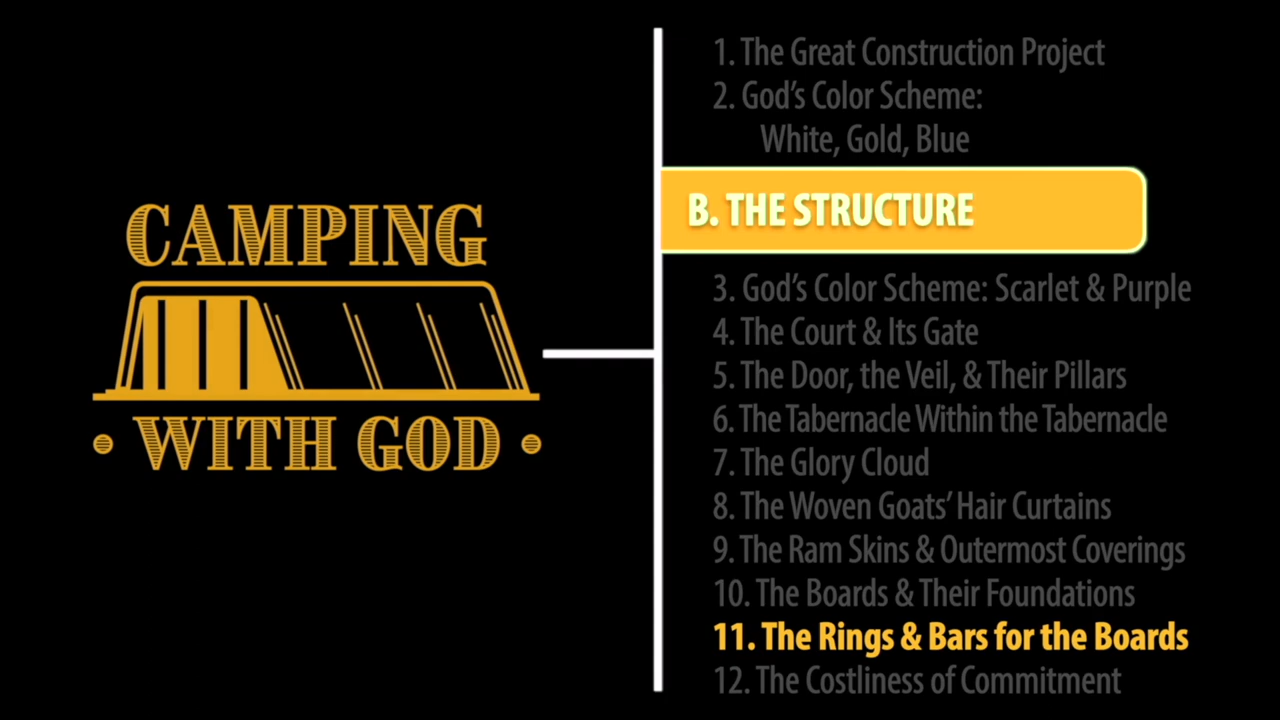 CAMPING
• WITH GOD •
1. The Great Construction Project
2. God’s Color Scheme:
White, Gold, Blue
B. THE STRUCTURE
3. God’s Color Scheme: Scarlet & Purple
4. The Court & Its Gate
5. The Door, the Veil, & Their Pillars
6. The Tabernacle Within the Tabernacle
7. The Glory Cloud
8. The Woven Goats’ Hair Curtains
9. The Ram Skins & Outermost Coverings
10. The Boards & Their Foundations
11. The Rings & Bars for the Boards
12. The Costliness of Commitment